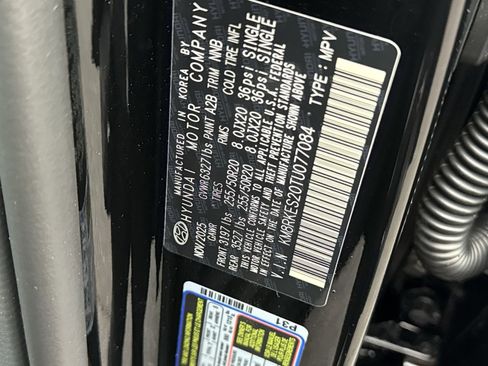 MANUFACTURED IN KOREA BY
HYUNDAI MOTOR COMPANY
NOV/2025 GVWR 6327lbs PAINT A2B TRIM NNB
GAWR TIRES RIMS COLD TIRE INFL
FRONT 3197lbs 255/50R20 8.0JX20 36psi SINGLE
REAR 3527lbs 255/50R20 8.0JX20 36psi SINGLE
THIS VEHICLE CONFORMS TO ALL APPLICABLE U.S.A. FEDERAL
MOTOR VEHICLE SAFETY AND THEFT PREVENTION STANDARDS
IN EFFECT ON THE DATE OF MANUFACTURE SHOWN ABOVE
V.I.N KM8RKES20TU077084 TYPE : MPV
P31